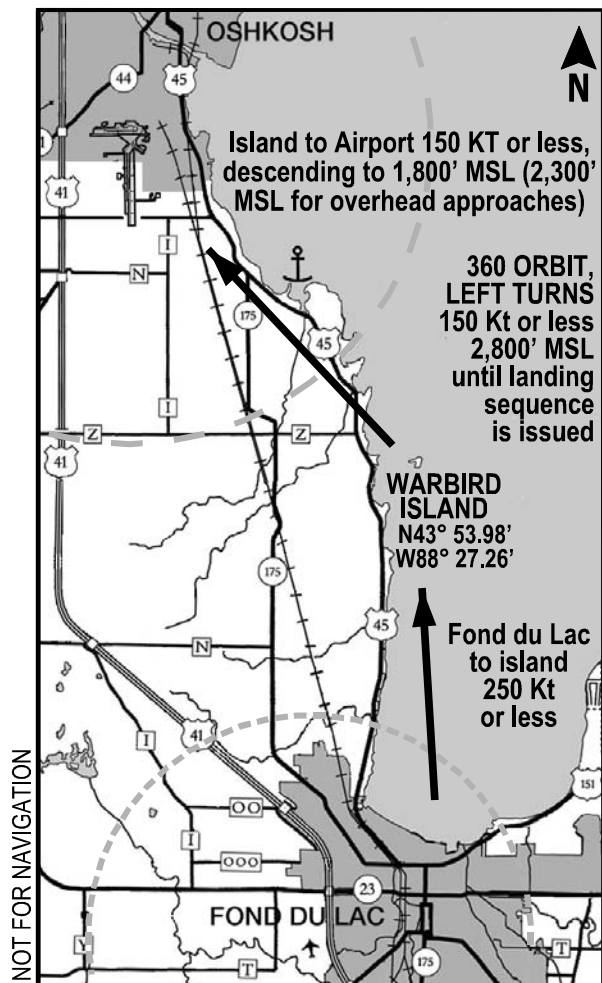 OSHKOSH
44
45
N
Island to Airport 150 KT or less,
descending to 1,800' MSL (2,300'
MSL for overhead approaches)
41
I
N
360 ORBIT,
LEFT TURNS
150 Kt or less
2,800' MSL
until landing
sequence
is issued
175
45
I
Z
Z
41
WARBIRD
ISLAND
N43° 53.98'
W88° 27.26'
175
45
N
Fond du Lac
to island
250 Kt
or less
41
I
151
OO
I
OOO
23
FOND DU LAC
Y
T
T
175
NOT FOR NAVIGATION